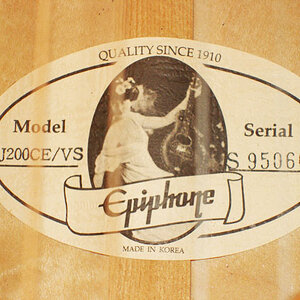 QUALITY SINCE 1910
Model
J200CE/VS
Serial
S 9506
Epiphone
MADE IN KOREA